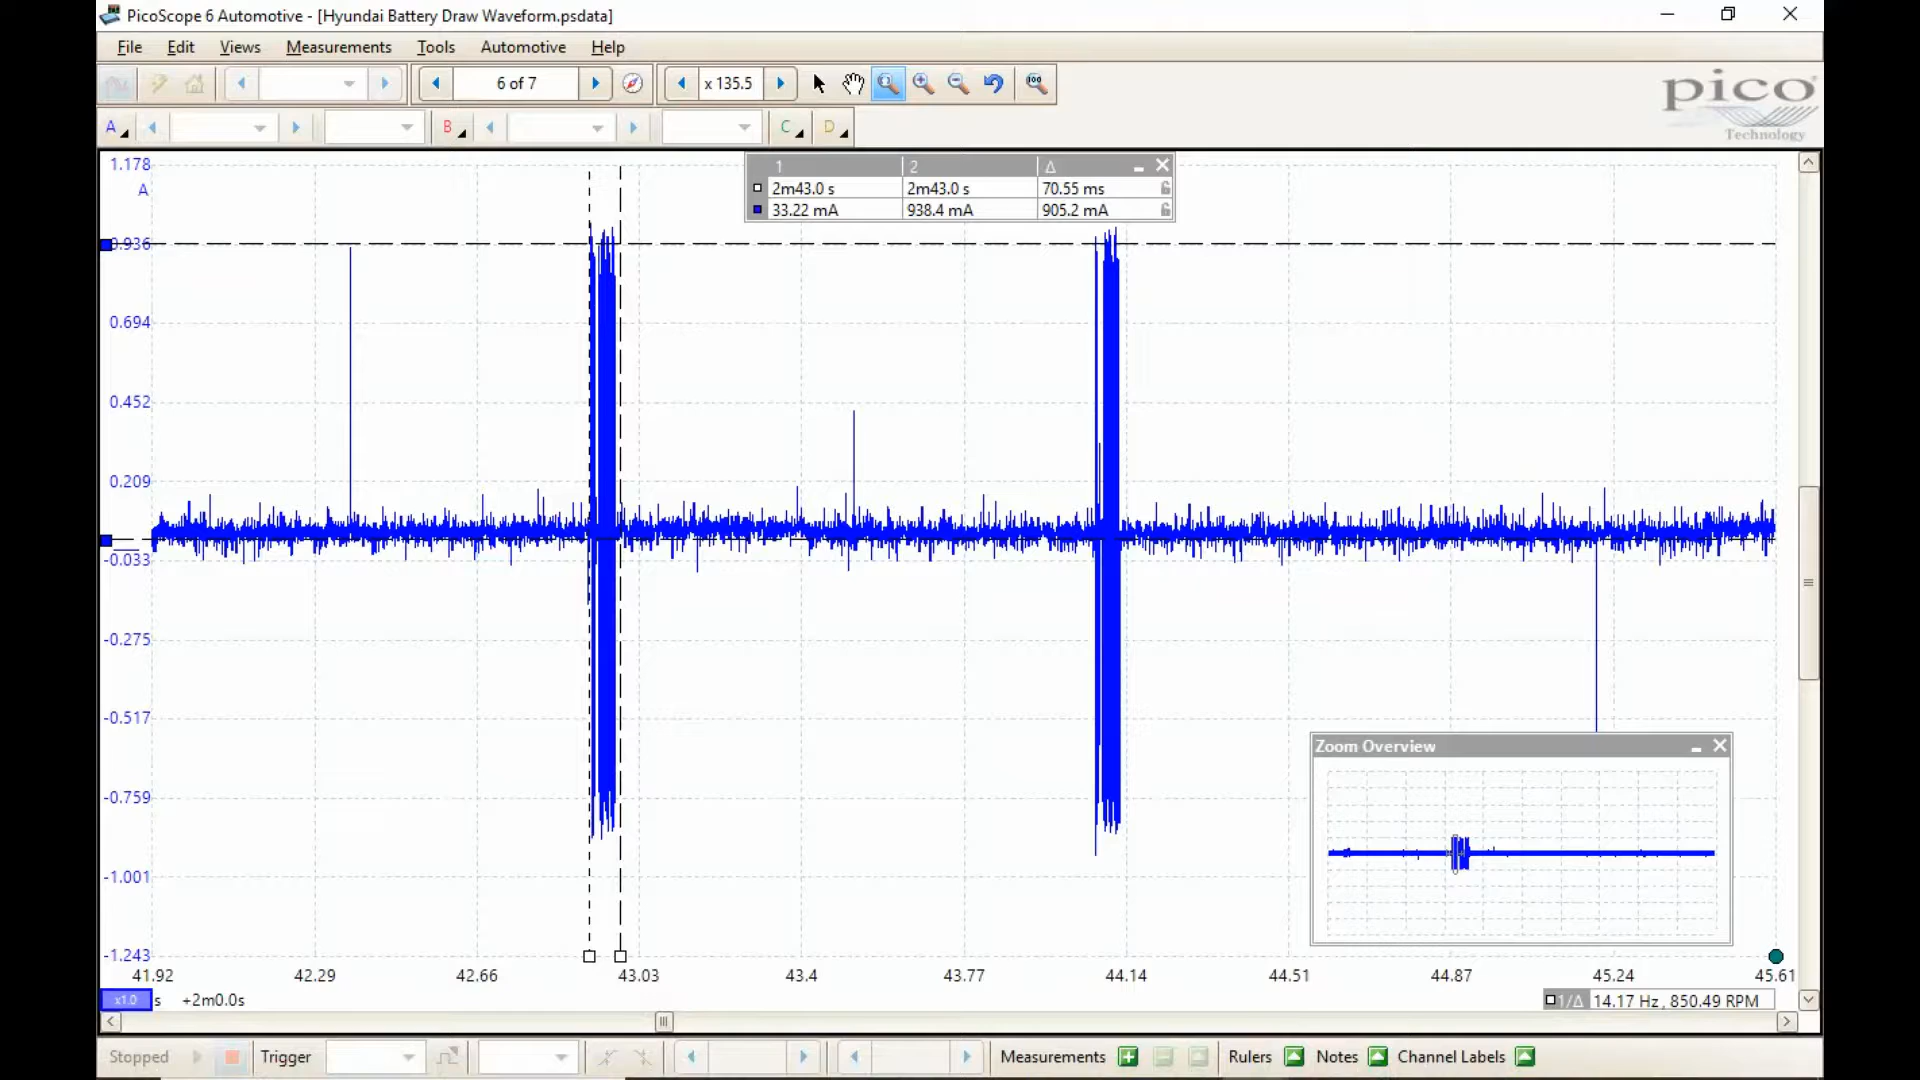 PicoScope 6 Automotive - [Hyundai Battery Draw Waveform.psdata]
File Edit Views Measurements Tools Automotive Help
6 of 7 x 135.5
pico
Technology
A B C D
1 2 Δ
2m43.0 s 2m43.0 s 70.55 ms
33.22 mA 938.4 mA 905.2 mA
1.178
A
0.936
0.694
0.452
0.209
-0.033
-0.275
-0.517
-0.759
-1.001
-1.243
Zoom Overview
41.92 42.29 42.66 43.03 43.4 43.77 44.14 44.51 44.87 45.24 45.61
x1.0 s +2m0.0s
1/Δ 14.17 Hz, 850.49 RPM
Stopped Trigger Measurements Rulers Notes Channel Labels